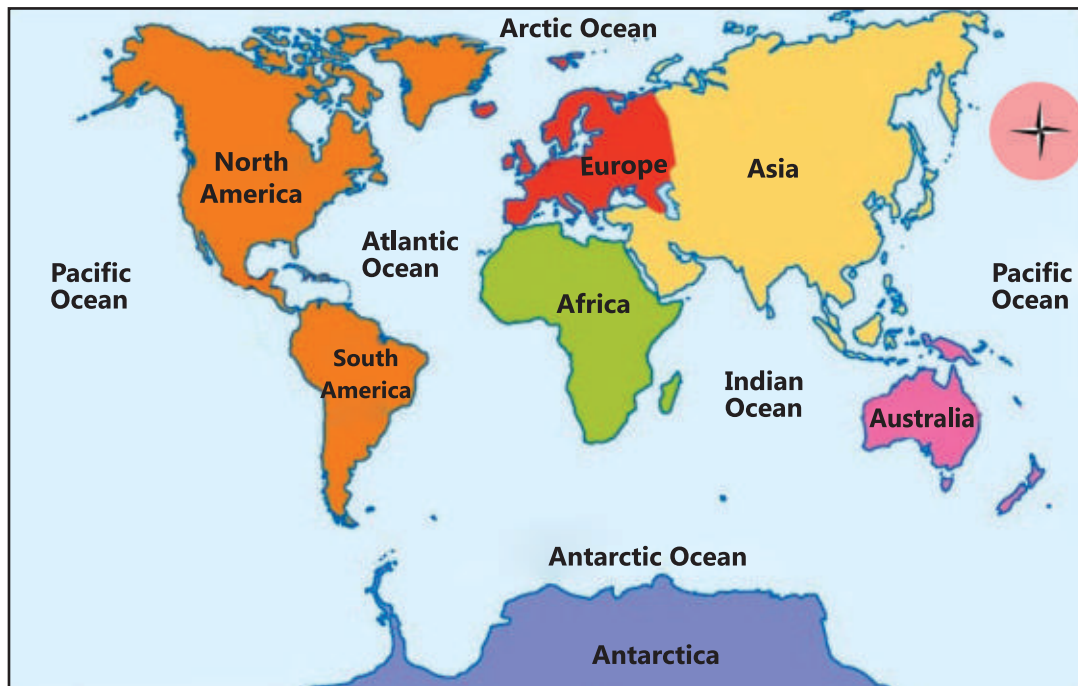 Arctic Ocean
North
America
Europe
Asia
Atlantic
Ocean
Pacific
Ocean
Pacific
Ocean
Africa
South
America
Indian
Ocean
Australia
Antarctic Ocean
Antarctica